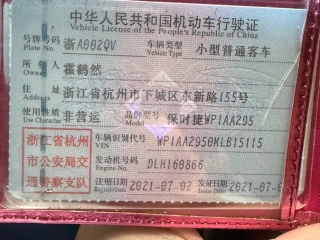 中华人民共和国机动车行驶证
Vehicle License of the People's Republic of China
号牌号码 浙A002QV 车辆类型 小型普通客车
Plate No. Vehicle Type
所有人 霍鹤然
住址 浙江省杭州市下城区东新路155号
使用性质 非营运 品牌型号 保时捷WP1AA295
Use Character
浙江省杭州
市公安局交
通警察支队
车辆识别代号 WP1AA2950MLB15115
VIN
发动机号码 DLH160866
Engine No.
注册日期 2021-07-02 发证日期 2021-07-0
Register Date Issue Date